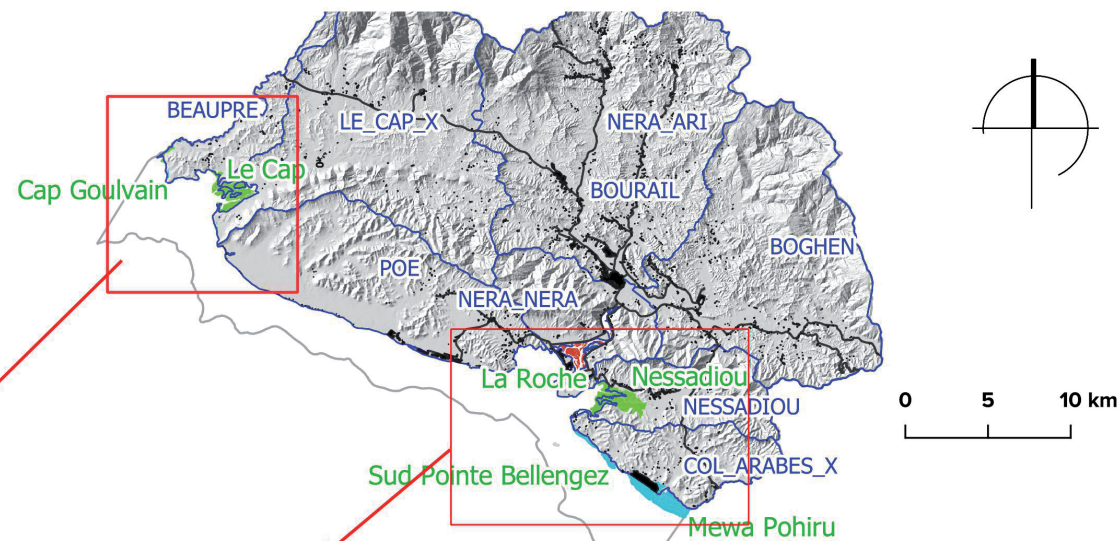 BEAUPRE
LE_CAP_X
NERA_ARI
Le Cap
Cap Goulvain
BOURAIL
BOGHEN
POE
NERA_NERA
La Roche
Nessadiou
NESSADIOU
0 5 10 km
COL_ARABES_X
Sud Pointe Bellengez
Mewa Pohiru